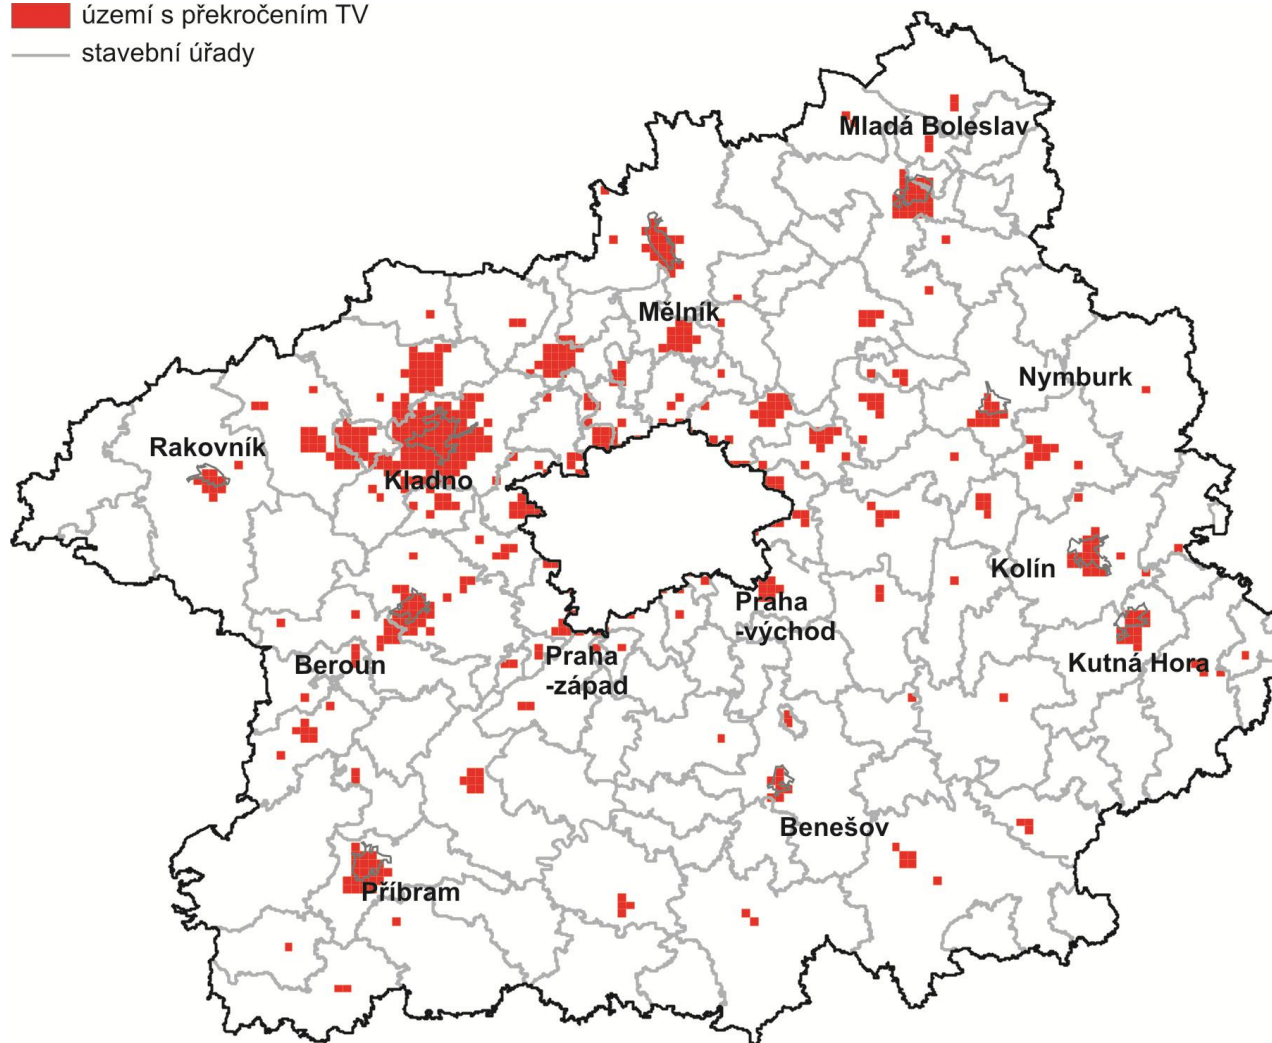 území s překročením TV
stavební úřady
Mladá Boleslav
Mělník
Nymburk
Rakovník
Kladno
Kolín
Praha
-východ
Beroun
Praha
-západ
Kutná Hora
Benešov
Příbram